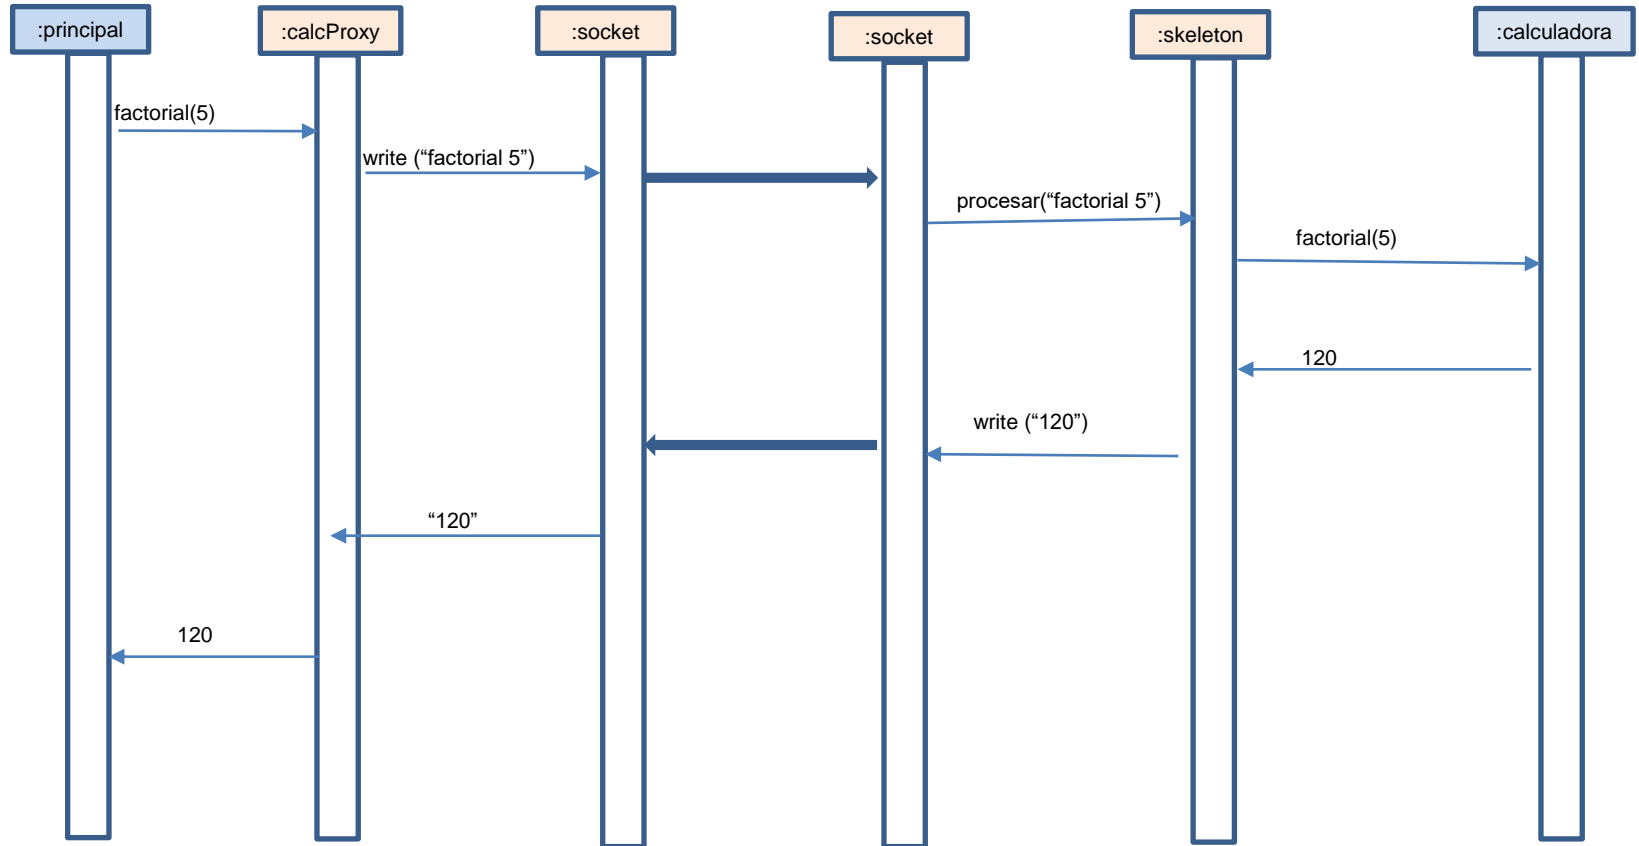 :principal
:calcProxy
:socket
:socket
:skeleton
:calculadora
factorial(5)
write (“factorial 5”)
procesar(“factorial 5”)
factorial(5)
120
write (“120”)
“120”
120